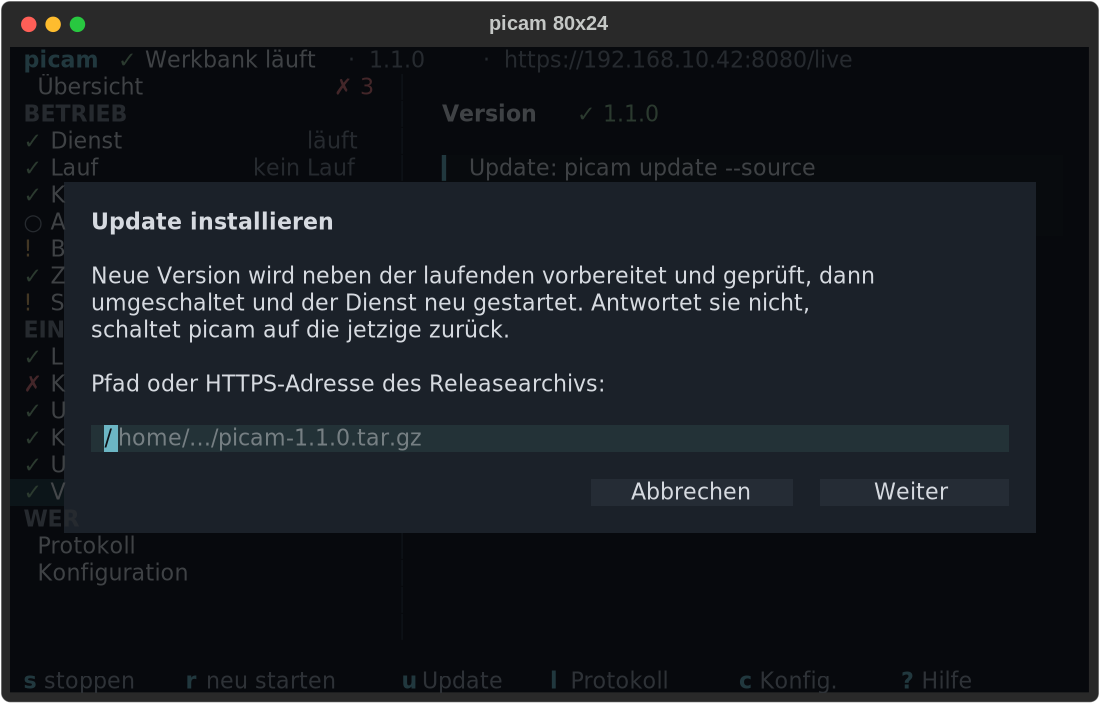 picam 80x24
picam ✓ Werkbank läuft · 1.1.0 · https://192.168.10.42:8080/live
Übersicht ✗ 3
BETRIEB
Version ✓ 1.1.0
✓ Dienst läuft
✓ Lauf kein Lauf
Update: picam update --source
✓ K
○ A
! B
✓ Z
! S
EIN
✓ L
✗ K
✓ U
✓ K
✓ U
✓ V
WER
Update installieren
Neue Version wird neben der laufenden vorbereitet und geprüft, dann
umgeschaltet und der Dienst neu gestartet. Antwortet sie nicht,
schaltet picam auf die jetzige zurück.
Pfad oder HTTPS-Adresse des Releasearchivs:
/home/…/picam-1.1.0.tar.gz
Abbrechen Weiter
Protokoll
Konfiguration
s stoppen r neu starten u Update l Protokoll c Konfig. ? Hilfe